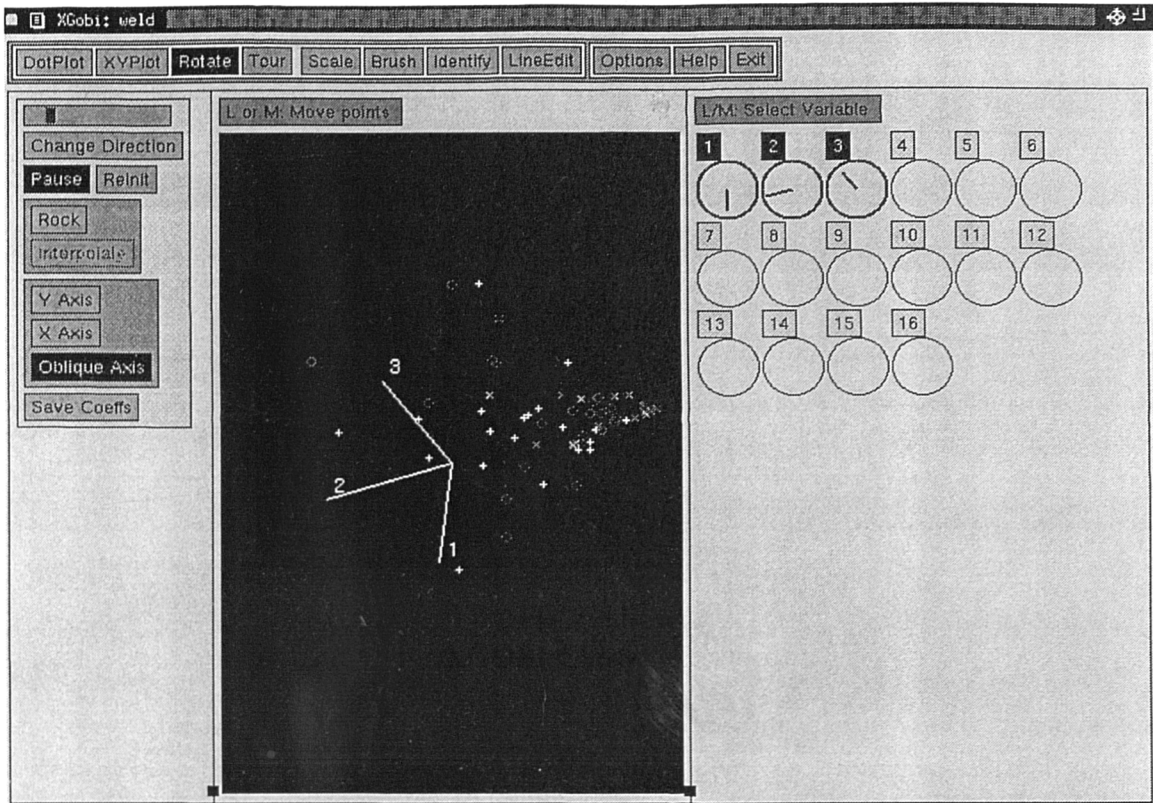 XGobi: weld
DotPlot XYPlot Rotate Tour Scale Brush Identify LineEdit Options Help Exit
L or M: Move points
L/M: Select Variable
Change Direction
Pause ReInit
Rock
Interpolate
Y Axis
X Axis
Oblique Axis
Save Coeffs
3
2
1
1 2 3 4 5 6
7 8 9 10 11 12
13 14 15 16